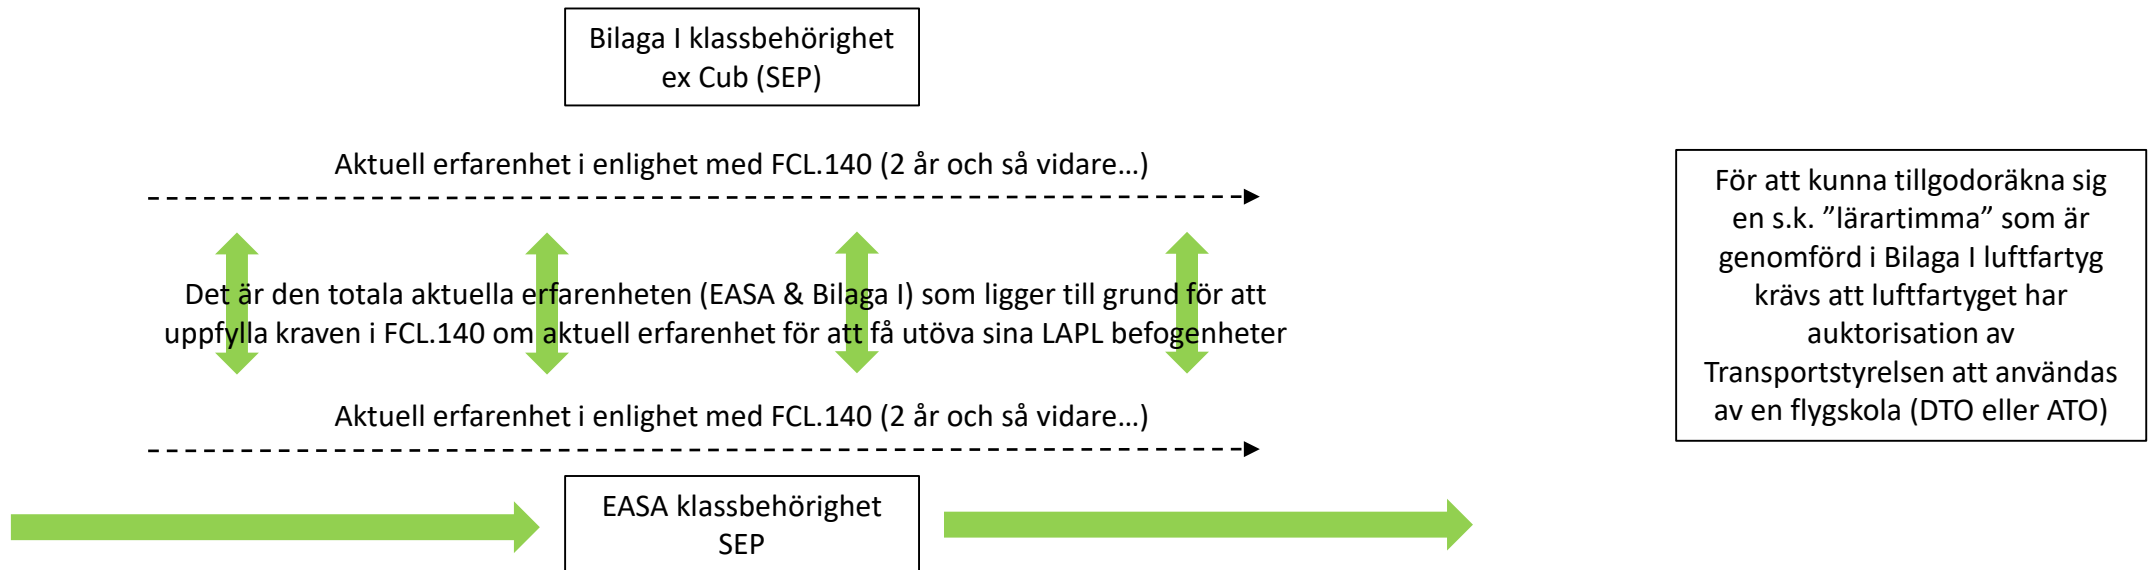 Bilaga I klassbehörighet
ex Cub (SEP)
Aktuell erfarenhet i enlighet med FCL.140 (2 år och så vidare…)
Det är den totala aktuella erfarenheten (EASA & Bilaga I) som ligger till grund för att
uppfylla kraven i FCL.140 om aktuell erfarenhet för att få utöva sina LAPL befogenheter
Aktuell erfarenhet i enlighet med FCL.140 (2 år och så vidare…)
EASA klassbehörighet
SEP
För att kunna tillgodoräkna sig
en s.k. ”lärartimma” som är
genomförd i Bilaga I luftfartyg
krävs att luftfartyget har
auktorisation av
Transportstyrelsen att användas
av en flygskola (DTO eller ATO)